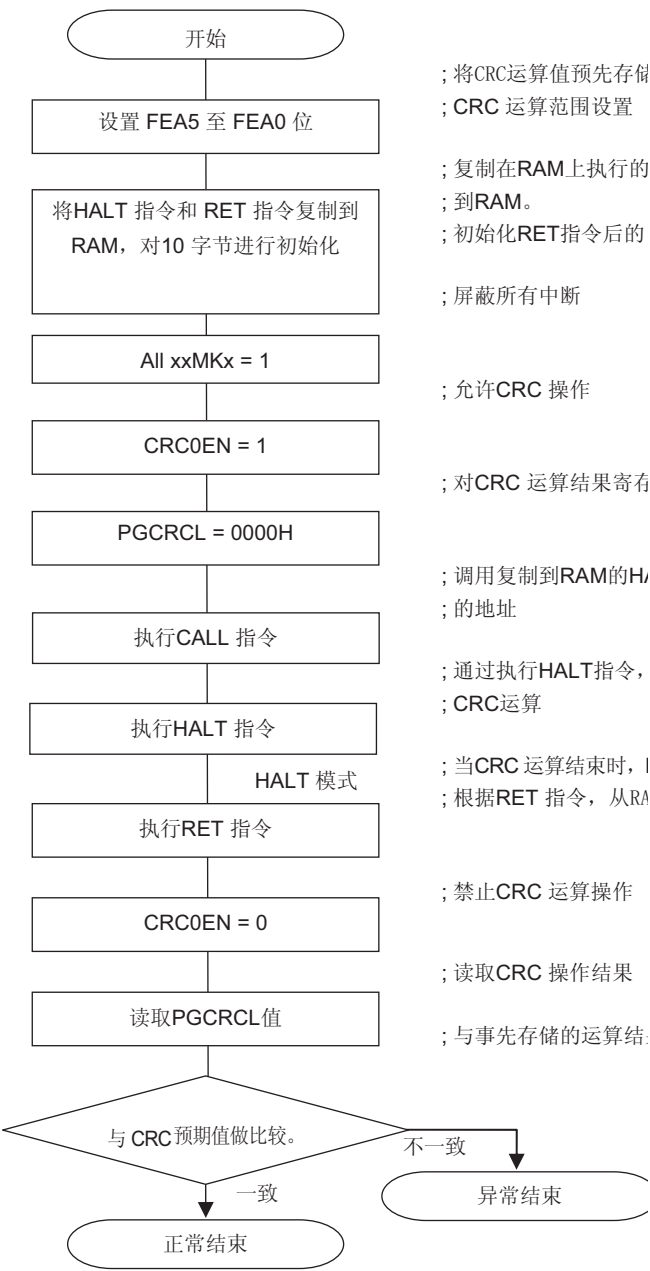 开始
; 将CRC运算值预先存
设置 FEA5 至 FEA0 位
; CRC 运算范围设置
; 复制在RAM上执行的
将HALT 指令和 RET 指令复制到
; 到RAM。
RAM，对10 字节进行初始化
; 初始化RET指令后的
; 屏蔽所有中断
All xxMKx = 1
; 允许CRC 操作
CRC0EN = 1
; 对CRC 运算结果寄
PGCRCL = 0000H
; 调用复制到RAM的HA
; 的地址
执行CALL 指令
; 通过执行HALT指令，
; CRC运算
执行HALT 指令
HALT 模式
; 当CRC 运算结束时，
; 根据RET 指令，从RA
执行RET 指令
; 禁止CRC 运算操作
CRC0EN = 0
; 读取CRC 操作结果
读取PGCRCL值
; 与事先存储的运算结
与 CRC预期值做比较。
不一致
一致
异常结束
正常结束